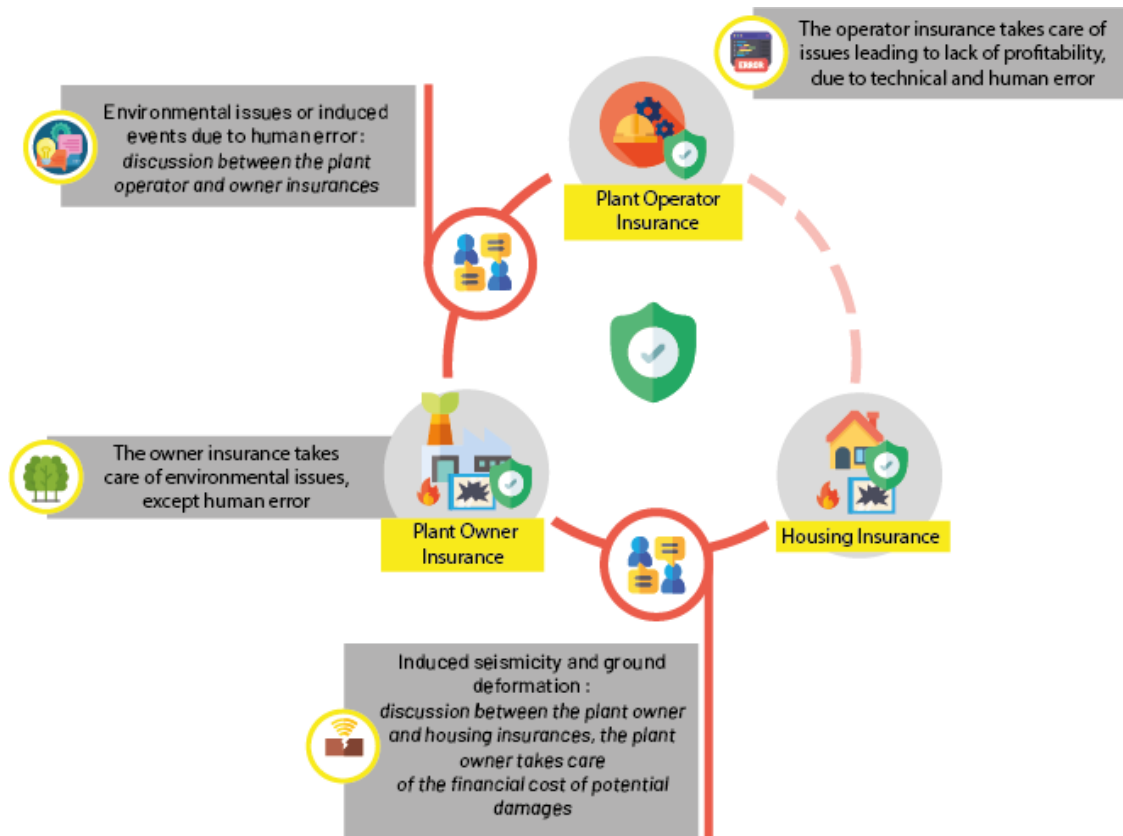 The operator insurance takes care of
issues leading to lack of profitability,
due to technical and human error
ERROR
Environmental issues or induced
events due to human error:
discussion between the plant
operator and owner insurances
Plant Operator
Insurance
The owner insurance takes
care of environmental issues,
except human error
Plant Owner
Insurance
Housing Insurance
Induced seismicity and ground
deformation :
discussion between the plant owner
and housing insurances, the plant
owner takes care
of the financial cost of potential
damages